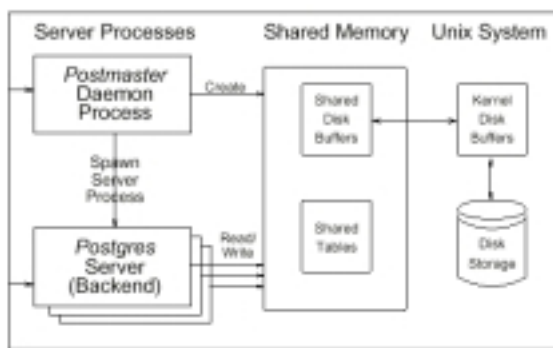 Server Processes
Shared Memory
Unix System
Postmaster
Daemon
Process
Create
Shared
Disk
Buffers
Kernel
Disk
Buffers
Spawn
Server
Process
Postgres
Server
(Backend)
Read/
Write
Shared
Tables
Disk
Storage